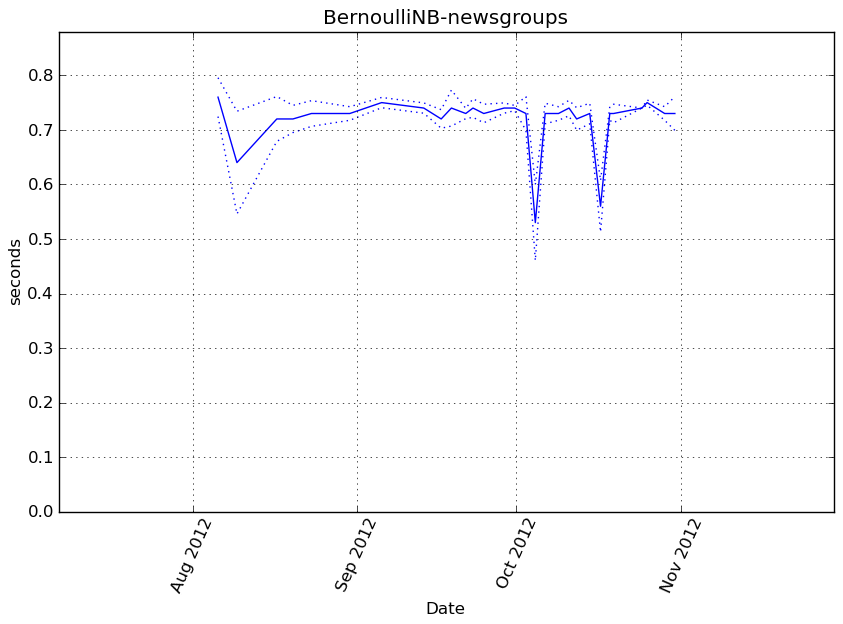 BernoulliNB-newsgroups
0.8
0.7
0.6
0.5
0.4
0.3
0.2
0.1
0.0
seconds
Aug 2012
Sep 2012
Oct 2012
Nov 2012
Date